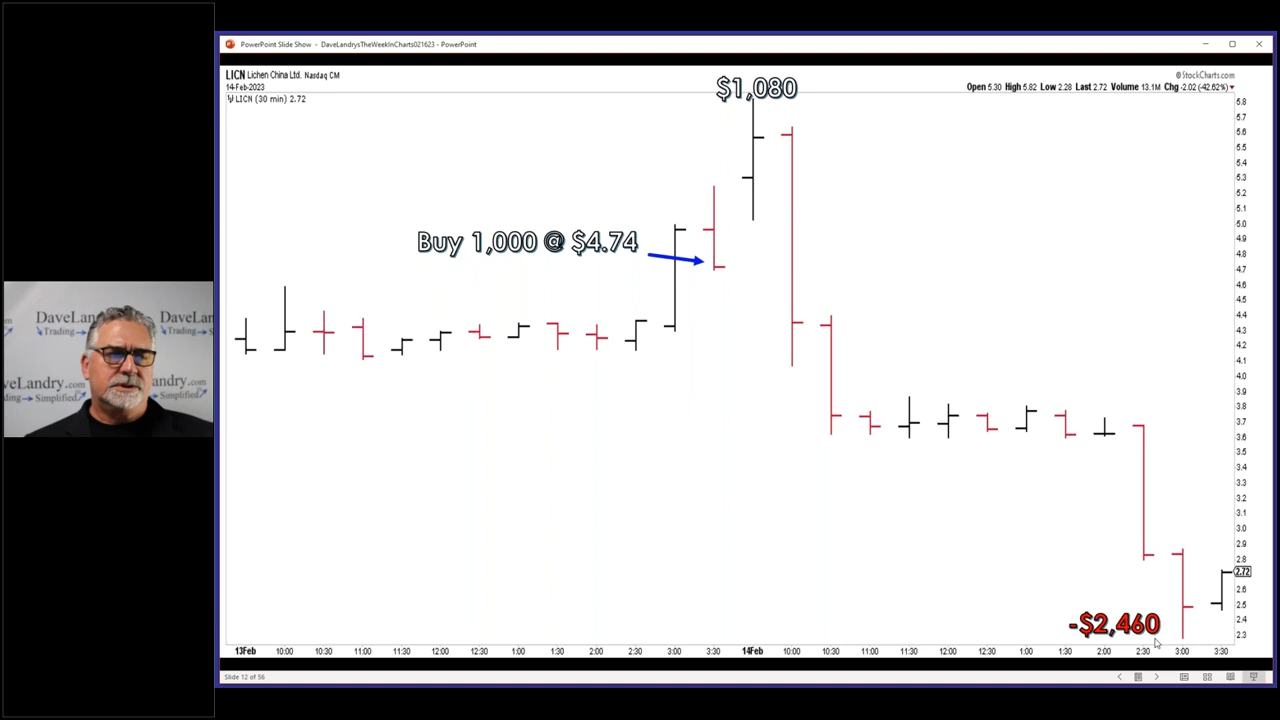 PowerPoint Slide Show - DaveLandrysTheWeekInCharts021623 - PowerPoint
LICN Lichen China Ltd. Nasdaq CM
© StockCharts.com
14-Feb-2023
Open 5.30 High 5.82 Low 2.28 Last 2.72 Volume 13.1M Chg -2.02 (-42.62%)
LICN (30 min) 2.72
$1,080
Buy 1,000 @ $4.74
-$2,460
5.8
5.7
5.6
5.5
5.4
5.3
5.2
5.1
5.0
4.9
4.8
4.7
4.6
4.5
4.4
4.3
4.2
4.1
4.0
3.9
3.8
3.7
3.6
3.5
3.4
3.3
3.2
3.1
3.0
2.9
2.8
2.72
2.6
2.5
2.4
2.3
13Feb 10:00 10:30 11:00 11:30 12:00 12:30 1:00 1:30 2:00 2:30 3:00 3:30 14Feb 10:00 10:30 11:00 11:30 12:00 12:30 1:00 1:30 2:00 2:30 3:00 3:30
Slide 12 of 56
DaveLan
DaveLandry
Trading
Trading
veLandry.com
andry.com
ding
Simplified
Simplified